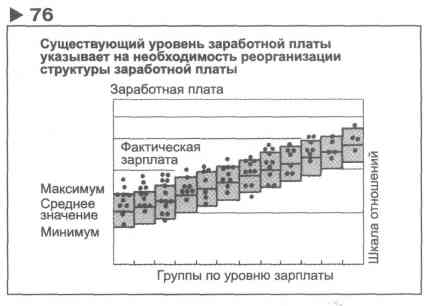 ▶ 76
Существующий уровень заработной платы
указывает на необходимость реорганизации
структуры заработной платы
Заработная плата
Фактическая
зарплата
Максимум
Среднее
значение
Минимум
Шкала отношений
Группы по уровню зарплаты